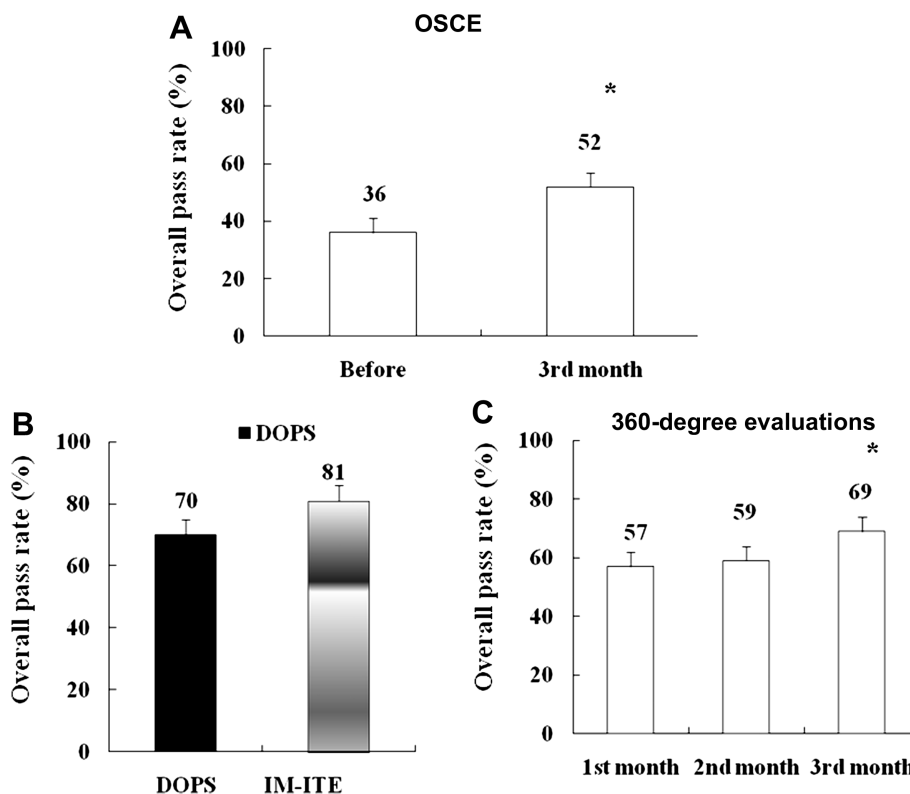 A
OSCE
Overall pass rate (%)
100
80
60
40
20
0
36
52
*
Before
3rd month
B
DOPS
Overall pass rate (%)
100
80
60
40
20
0
70
81
DOPS
IM-ITE
C
360-degree evaluations
Overall pass rate (%)
100
80
60
40
20
0
57
59
69
*
1st month
2nd month
3rd month